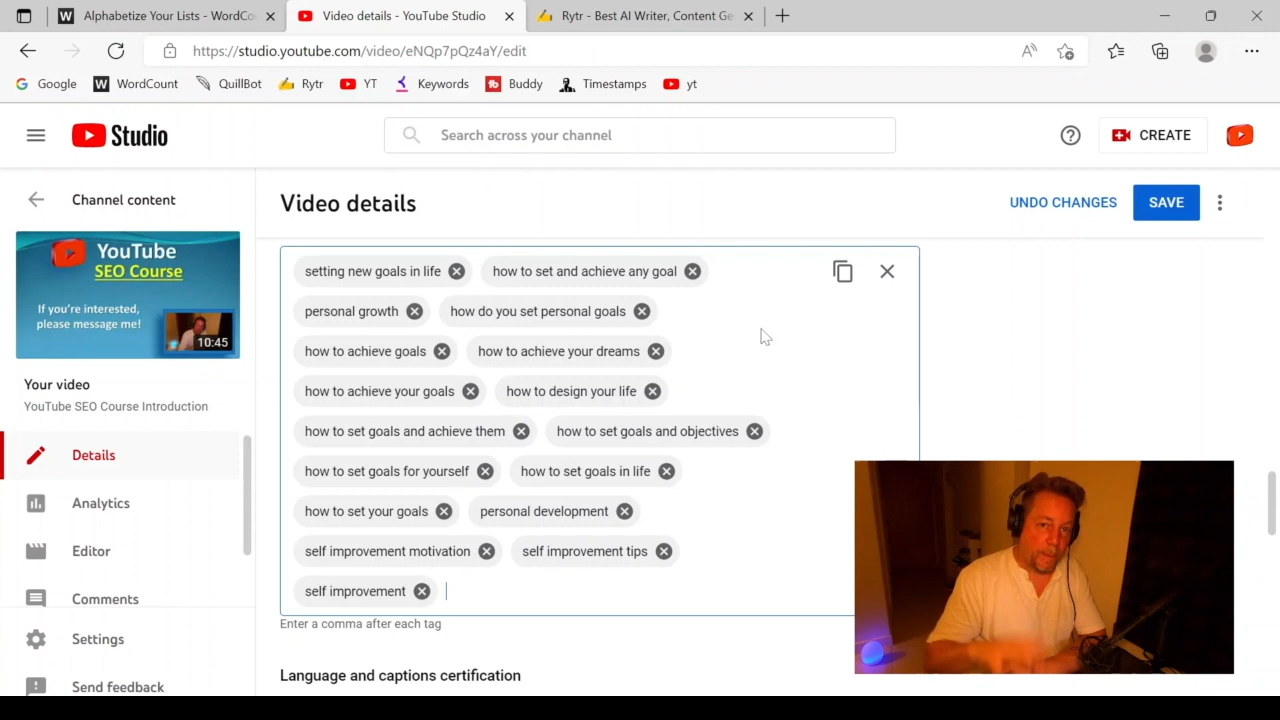 Alphabetize Your Lists - WordCo
Video details - YouTube Studio
Rytr - Best AI Writer, Content Ge
https://studio.youtube.com/video/eNQp7pQz4aY/edit
Google
WordCount
QuillBot
Rytr
YT
Keywords
Buddy
Timestamps
yt
Studio
Search across your channel
CREATE
Channel content
Video details
UNDO CHANGES
SAVE
YouTube
SEO Course
If you're interested,
please message me!
10:45
Your video
YouTube SEO Course Introduction
Details
Analytics
Editor
Comments
Settings
Send feedback
setting new goals in life
how to set and achieve any goal
personal growth
how do you set personal goals
how to achieve goals
how to achieve your dreams
how to achieve your goals
how to design your life
how to set goals and achieve them
how to set goals and objectives
how to set goals for yourself
how to set goals in life
how to set your goals
personal development
self improvement motivation
self improvement tips
self improvement
Enter a comma after each tag
Language and captions certification